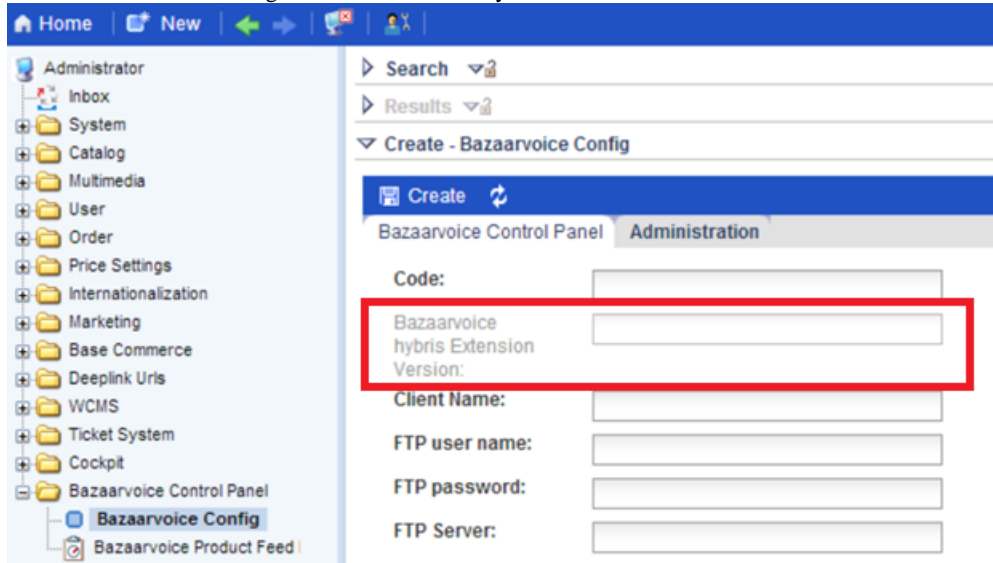 Home New
Administrator
Inbox
System
Catalog
Multimedia
User
Order
Price Settings
Internationalization
Marketing
Base Commerce
Deeplink Urls
WCMS
Ticket System
Cockpit
Bazaarvoice Control Panel
Bazaarvoice Config
Bazaarvoice Product Feed
Search
Results
Create - Bazaarvoice Config
Create
Bazaarvoice Control Panel Administration
Code:
Bazaarvoice
hybris Extension
Version:
Client Name:
FTP user name:
FTP password:
FTP Server: